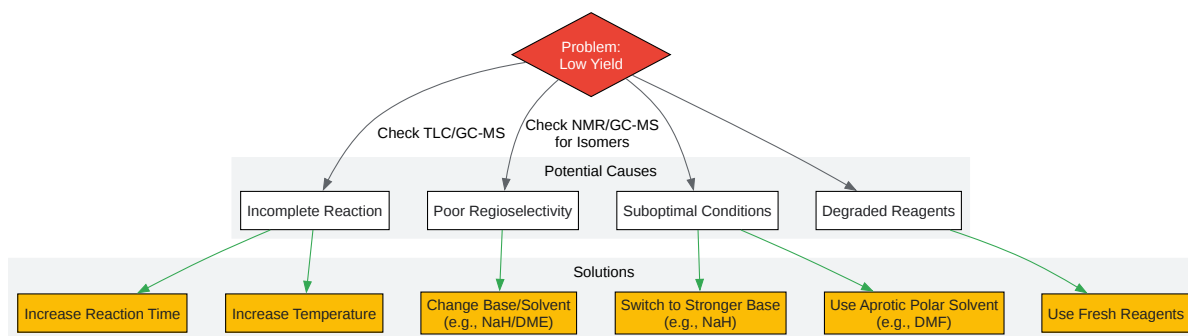 Problem:
Low Yield
Check TLC/GC-MS
Check NMR/GC-MS
for Isomers
Potential Causes
Incomplete Reaction
Poor Regioselectivity
Suboptimal Conditions
Degraded Reagents
Solutions
Increase Reaction Time
Increase Temperature
Change Base/Solvent
(e.g., NaH/DME)
Switch to Stronger Base
(e.g., NaH)
Use Aprotic Polar Solvent
(e.g., DMF)
Use Fresh Reagents